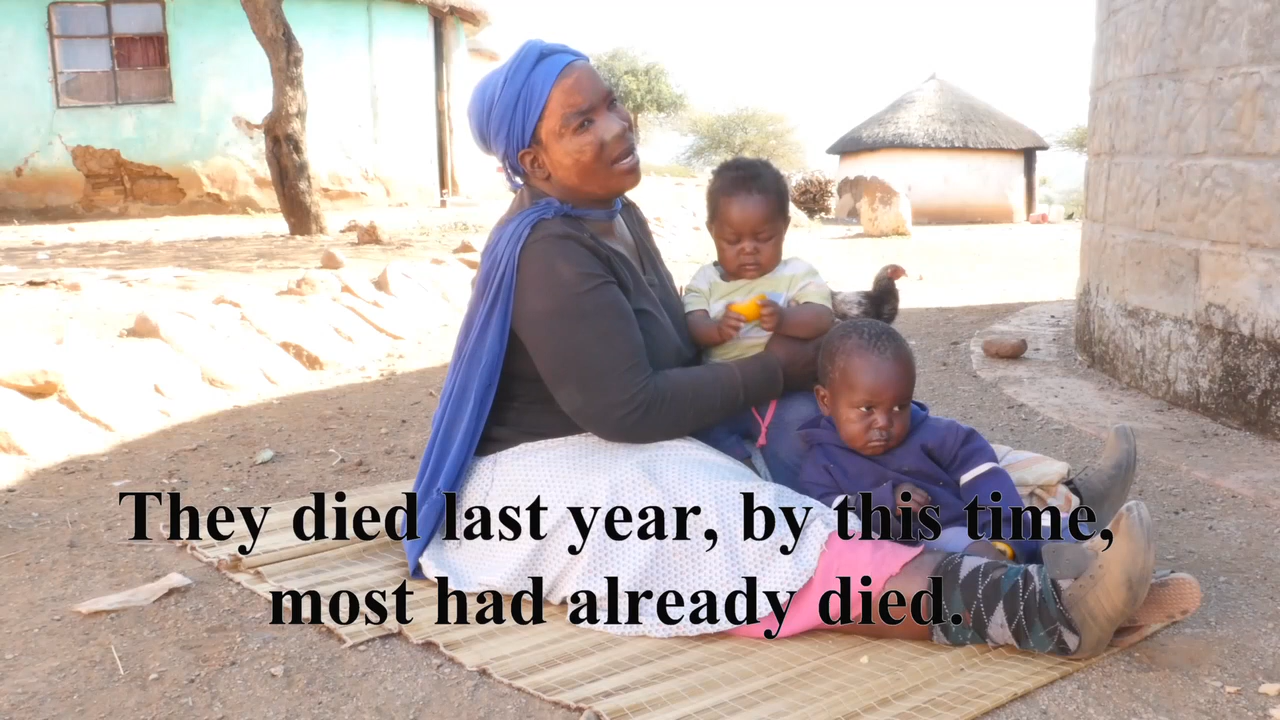 They died last year, by this time,
most had already died.